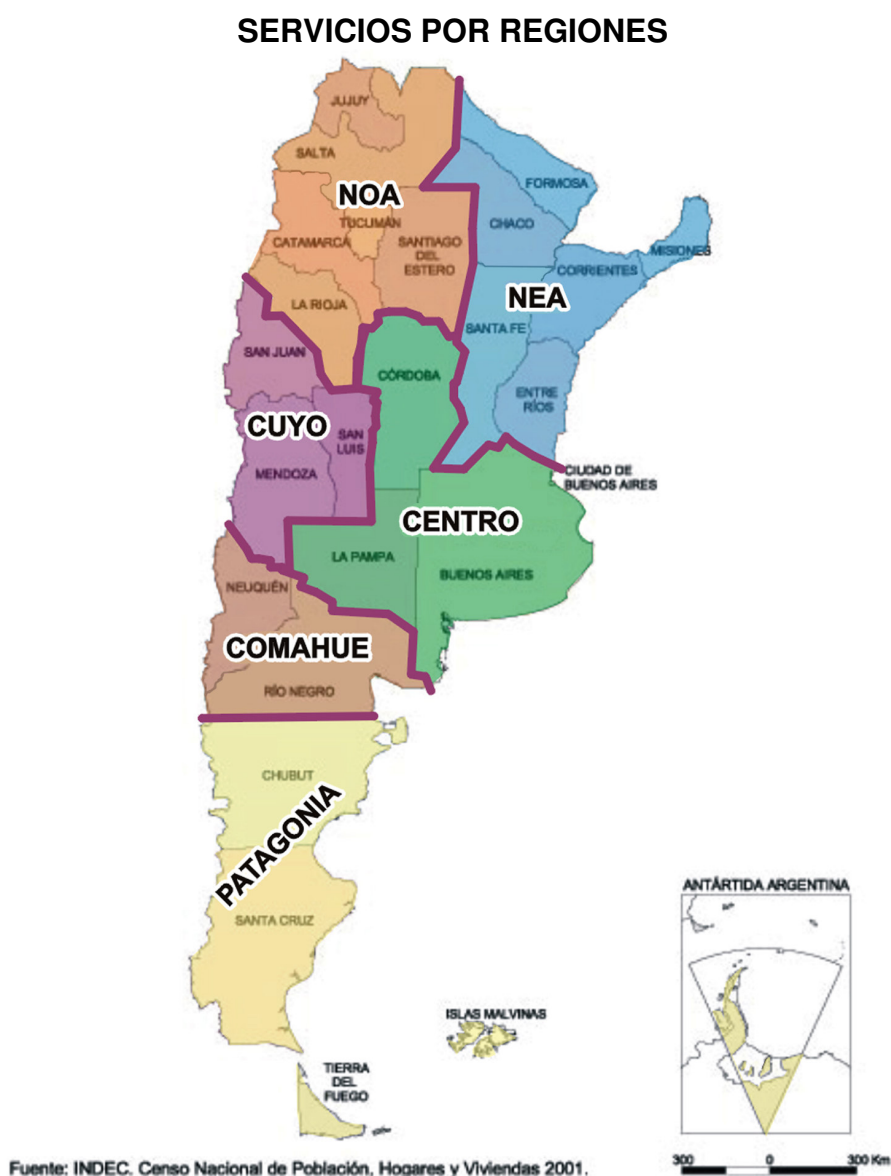 SERVICIOS POR REGIONES
JUJUY
SALTA
FORMOSA
NOA
TUCUMÁN
CHACO
CATAMARCA
SANTIAGO
DEL
ESTERO
MISIONES
CORRIENTES
NEA
LA RIOJA
SANTA FE
SAN JUAN
CÓRDOBA
ENTRE
RÍOS
CUYO
SAN
LUIS
MENDOZA
CIUDAD DE
BUENOS AIRES
CENTRO
LA PAMPA
BUENOS AIRES
NEUQUÉN
COMAHUE
RÍO NEGRO
CHUBUT
PATAGONIA
SANTA CRUZ
ANTÁRTIDA ARGENTINA
ISLAS MALVINAS
TIERRA
DEL
FUEGO
300 0 300 Km
Fuente: INDEC. Censo Nacional de Población, Hogares y Viviendas 2001.